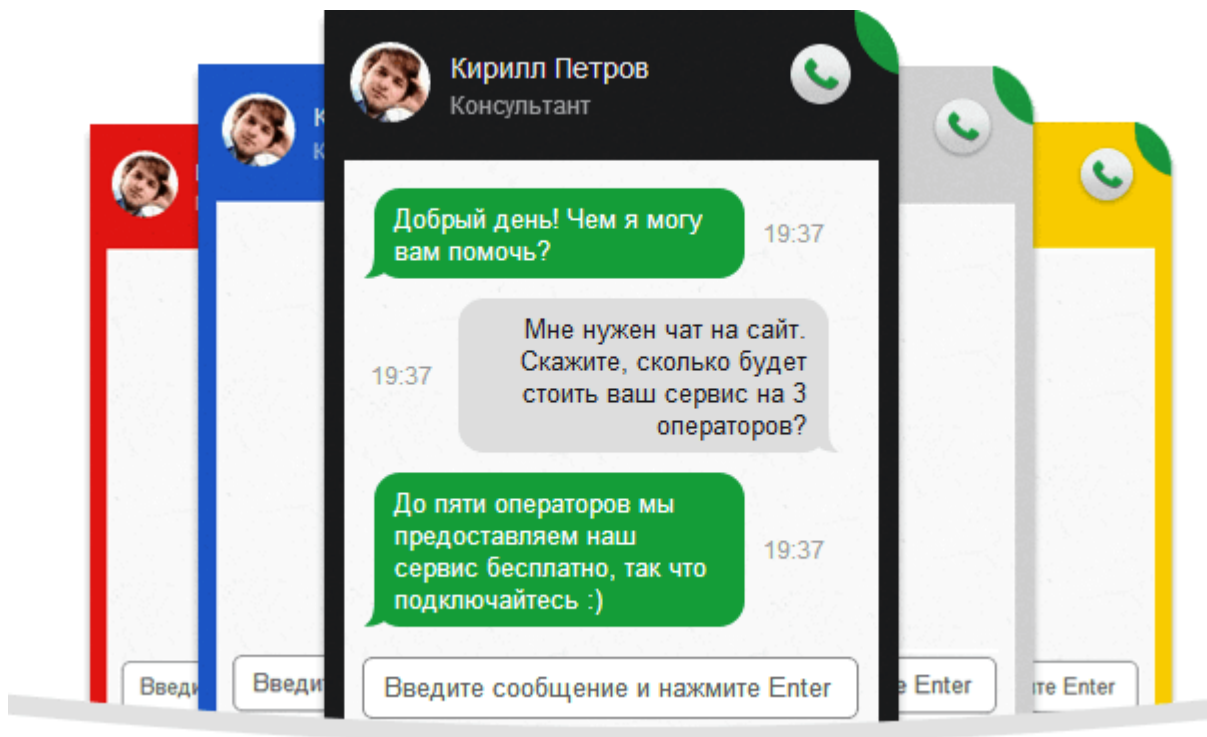 Кирилл Петров
Консультант
Добрый день! Чем я могу
вам помочь?
19:37
Мне нужен чат на сайт.
Скажите, сколько будет
стоить ваш сервис на 3
операторов?
19:37
До пяти операторов мы
предоставляем наш
сервис бесплатно, так что
подключайтесь :)
19:37
Введите сообщение и нажмите Enter
Enter
Enter